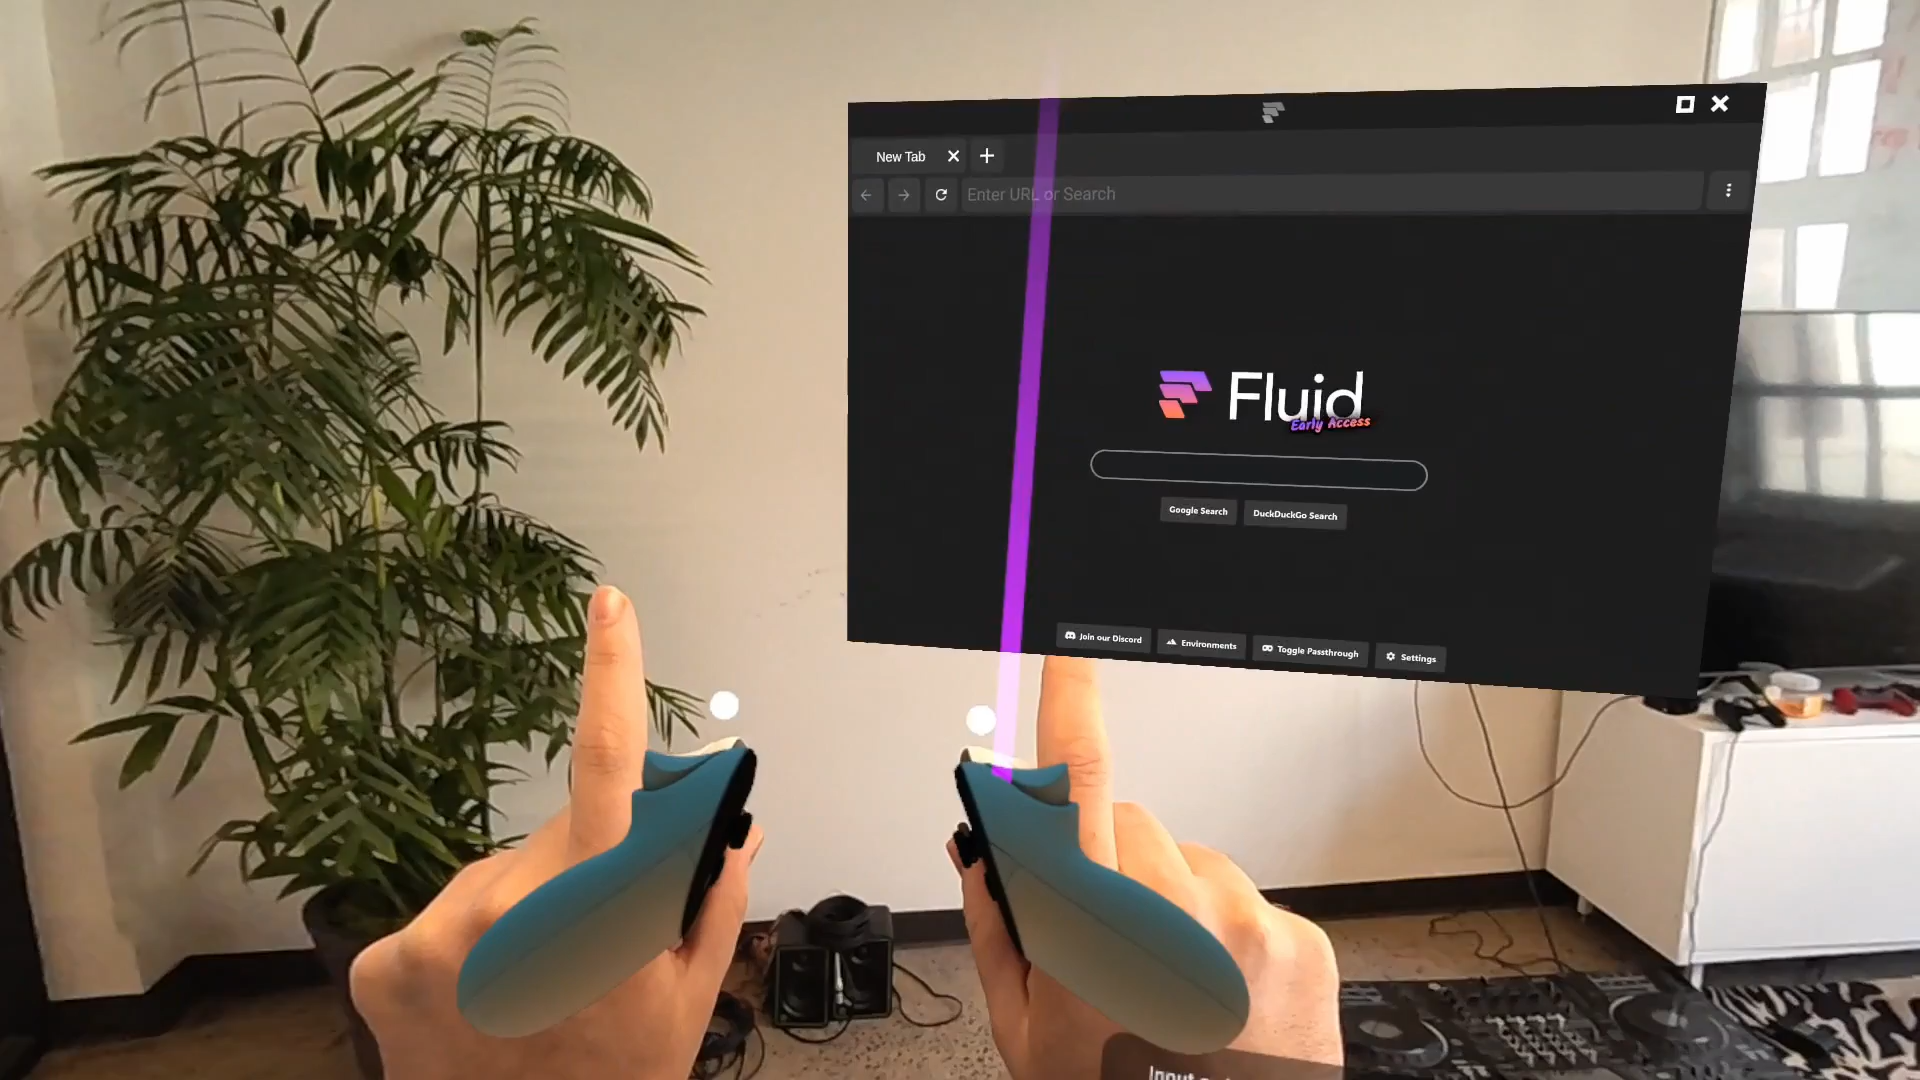 New Tab
Enter URL or Search
Fluid
Early Access
Google Search
DuckDuckGo Search
Join our Discord
Environments
Toggle Passthrough
Settings
Input